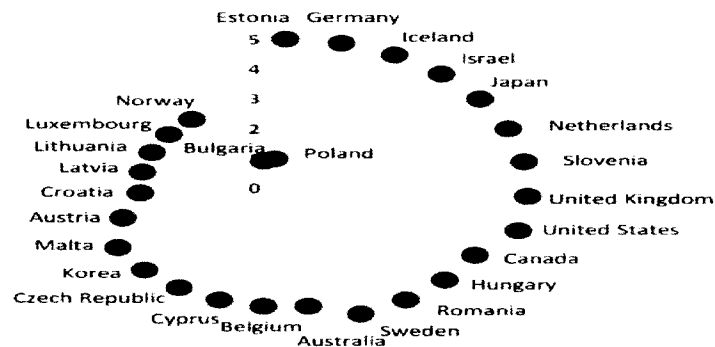 Estonia Germany
5
Iceland
4
Israel
Japan
3
Norway
Luxembourg
2
Netherlands
Lithuania
Bulgaria
Poland
Slovenia
Latvia
0
Croatia
United Kingdom
Austria
United States
Malta
Canada
Korea
Hungary
Czech Republic
Romania
Cyprus
Belgium
Sweden
Australia